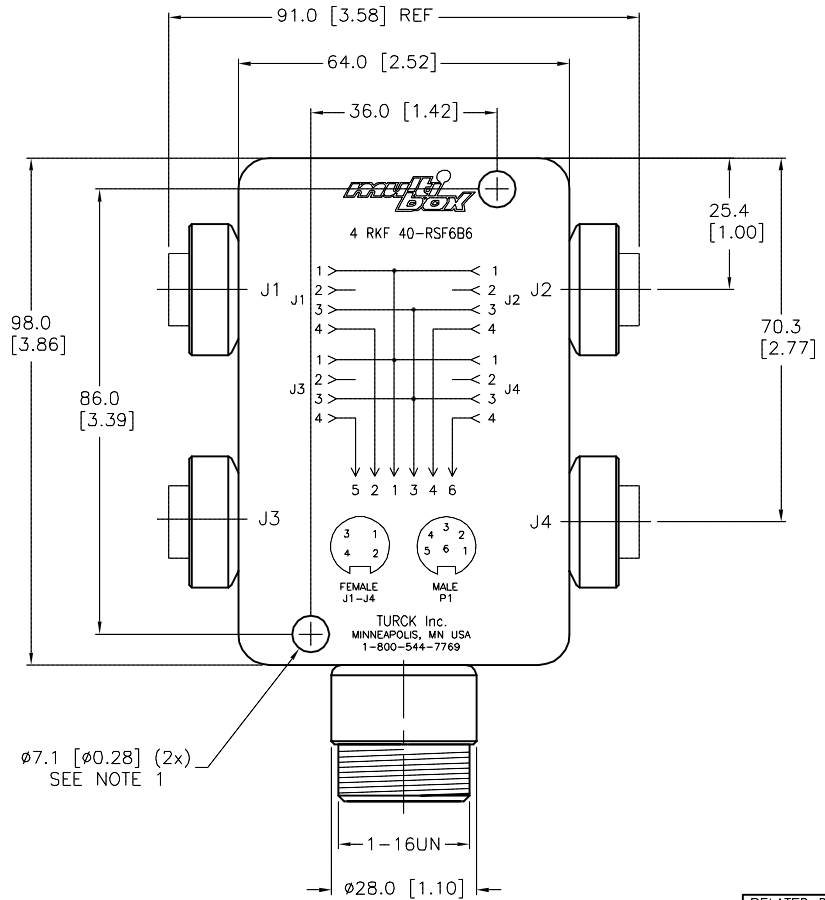 91.0 [3.58] REF
64.0 [2.52]
36.0 [1.42]
multi
box
4 RKF 40-RSF6B6
25.4
[1.00]
98.0
[3.86]
86.0
[3.39]
70.3
[2.77]
J1
J1
1
2
3
4
1
2
3
4
J2
J2
J3
1
2
3
4
1
2
3
4
J4
5 2 1 3 4 6
J3
J4
3 1
4 2
4 3 2
5 6 1
FEMALE
J1-J4
MALE
P1
TURCK Inc.
MINNEAPOLIS, MN USA
1-800-544-7769
ø7.1 [ø0.28] (2x)
SEE NOTE 1
1-16UN
ø28.0 [1.10]